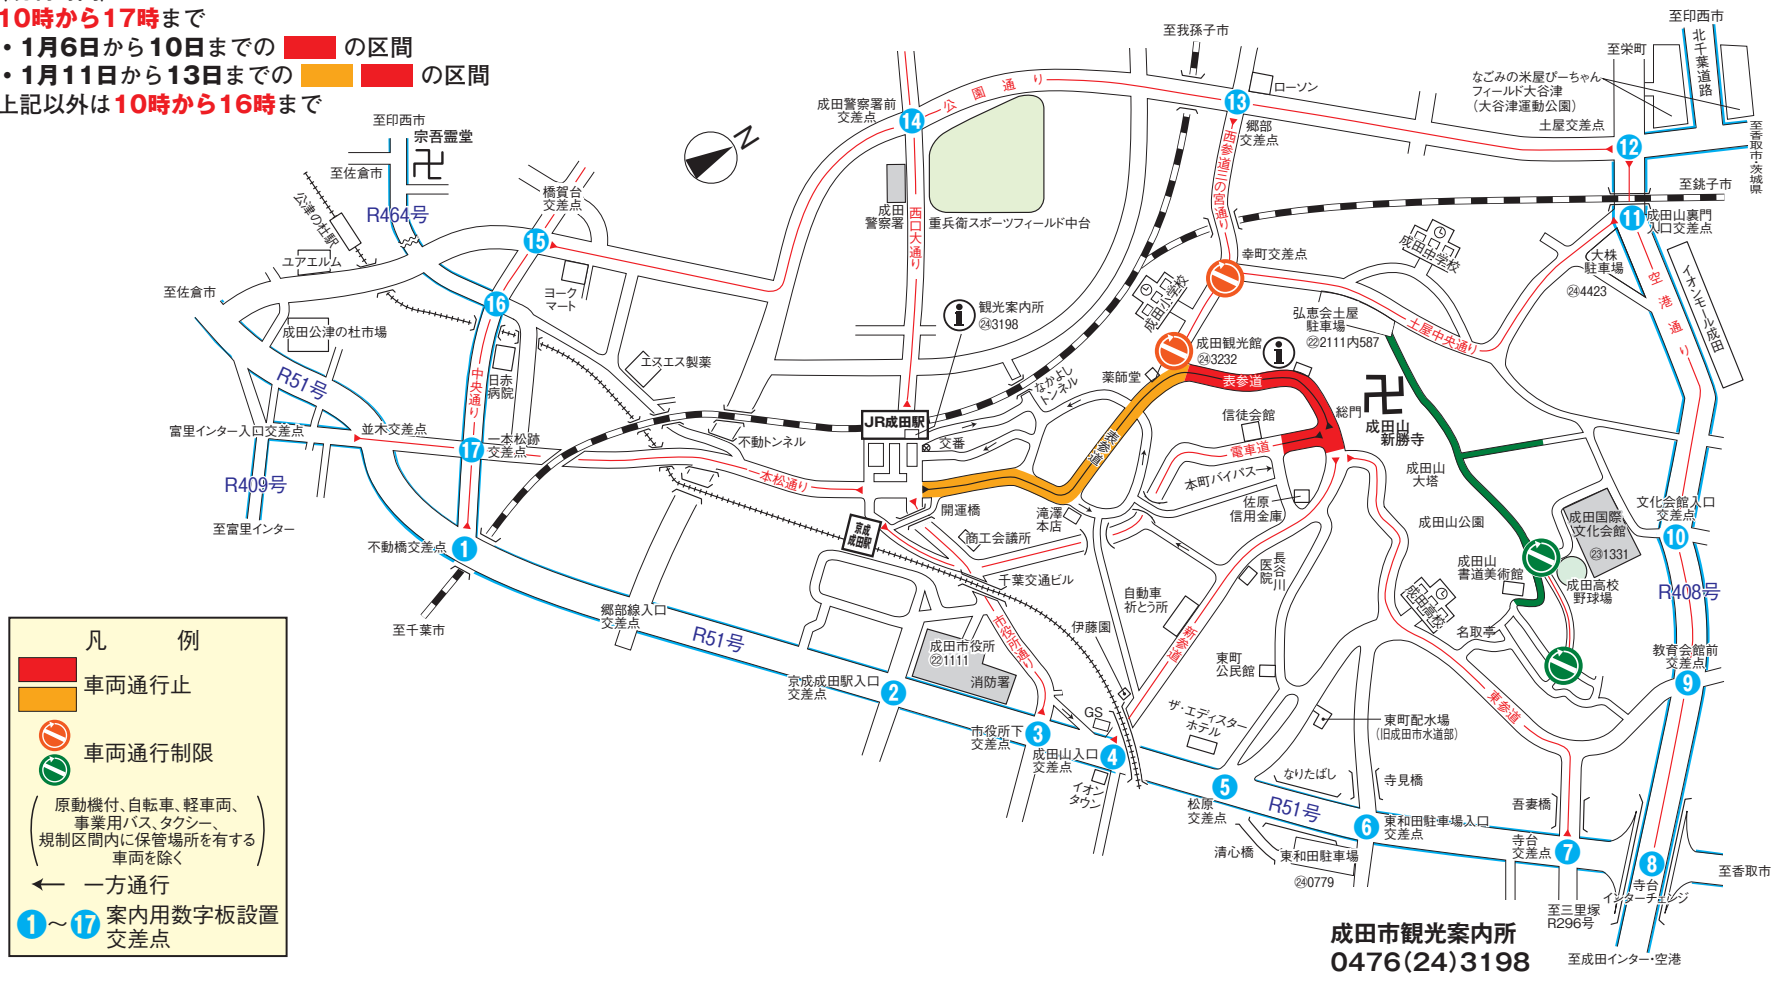 10時から17時まで
・1月6日から10日までの の区間
・1月11日から13日までの の区間
上記以外は10時から16時まで
至印西市
宗吾霊堂
至佐倉市
R464号
公津の杜駅
ユアエルム
至佐倉市
成田公津の杜市場
R51号
富里インター入口交差点
並木交差点
R409号
至富里インター
橋賀台
交差点
15
ヨーク
マート
16
日赤
病院
中央通り
エスエス製薬
17
一本松跡
交差点
不動トンネル
一本松通り
不動橋交差点
1
至千葉市
成田警察署前
交差点
14
公園通り
成田
警察署
西口大通り
重兵衛スポーツフィールド中台
N
観光案内所
㉔3198
JR成田駅
交番
なかよし
トンネル
開運橋
京成
成田駅
商工会議所
滝澤
本店
千葉交通ビル
郷部線入口
交差点
R51号
京成成田駅入口
交差点
2
成田市役所
㉒1111
消防署
市役所通り
市役所下
交差点
3
成田山入口
交差点
4
GS
イオン
タウン
伊藤園
自動車
祈とう所
新参道
至我孫子市
13
ローソン
郷部
交差点
西参道三の宮通り
幸町交差点
成田小学校
成田観光館
㉔3232
薬師堂
表参道
表参道
信徒会館
総門
電車道
本町バイパス
佐原
信用金庫
長谷川
医院
東町
公民館
ザ・エディスター
ホテル
5
松原
交差点
清心橋
なりたばし
R51号
東和田駐車場
㉔0779
6
東和田駐車場入口
交差点
寺見橋
東町配水場
(旧成田市水道部)
弘恵会土屋
駐車場
㉒2111内587
成田山
新勝寺
成田山
大塔
成田山公園
成田中学校
土屋中央通り
大株
駐車場
㉔4423
至印西市
至栄町
北千葉道路
なごみの米屋ぴーちゃん
フィールド大谷津
(大谷津運動公園)
土屋交差点
12
至香取市・茨城県
至銚子市
11
成田山裏門
入口交差点
空港通り
イオンモール成田
文化会館入口
交差点
10
成田国際
文化会館
㉓1331
成田山
書道美術館
成田高校
野球場
成田高校
名取亭
R408号
教育会館前
交差点
9
東参道
吾妻橋
寺台
交差点
7
8
寺台
インターチェンジ
至三里塚
R296号
至香取市
至成田インター・空港
成田市観光案内所
0476(24)3198
凡 例
車両通行止
車両通行制限
(原動機付、自転車、軽車両、
事業用バス、タクシー、
規制区間内に保管場所を有する
車両を除く)
← 一方通行
1～17 案内用数字板設置
交差点